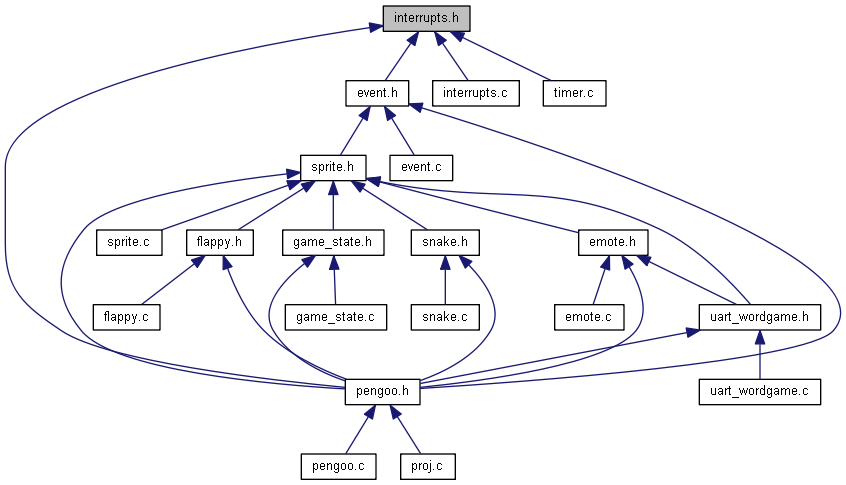 interrupts.h
event.h
interrupts.c
timer.c
sprite.h
event.c
sprite.c
flappy.h
game_state.h
snake.h
emote.h
flappy.c
game_state.c
snake.c
emote.c
uart_wordgame.h
pengoo.h
uart_wordgame.c
pengoo.c
proj.c